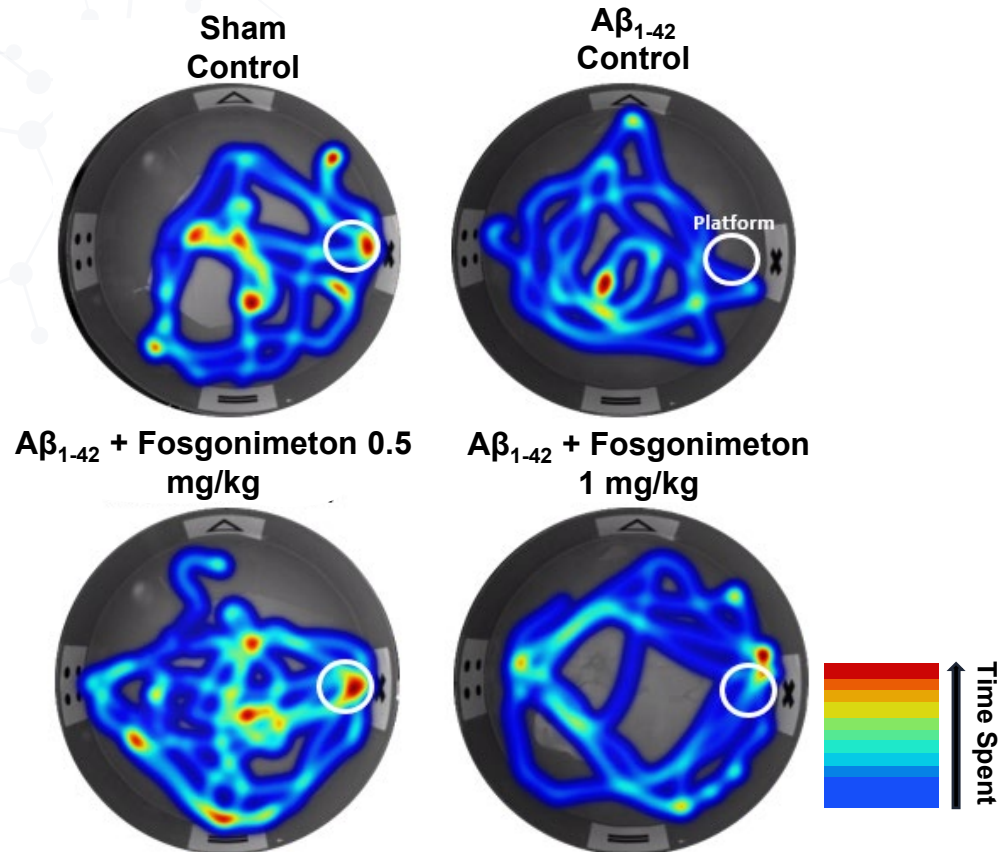 Sham
Control
Aβ₁₋₄₂
Control
Platform
Aβ₁₋₄₂ + Fosgonimeton 0.5
mg/kg
Aβ₁₋₄₂ + Fosgonimeton
1 mg/kg
Time Spent